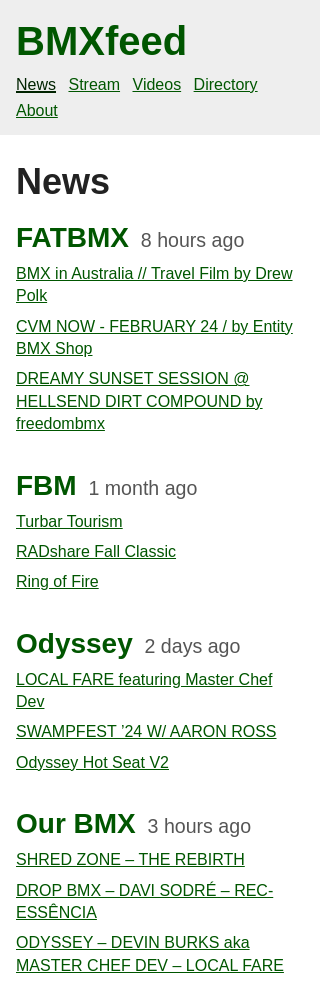 BMXfeed
News Stream Videos Directory
About
News
FATBMX 8 hours ago
BMX in Australia // Travel Film by Drew
Polk
CVM NOW - FEBRUARY 24 / by Entity
BMX Shop
DREAMY SUNSET SESSION @
HELLSEND DIRT COMPOUND by
freedombmx
FBM 1 month ago
Turbar Tourism
RADshare Fall Classic
Ring of Fire
Odyssey 2 days ago
LOCAL FARE featuring Master Chef
Dev
SWAMPFEST ’24 W/ AARON ROSS
Odyssey Hot Seat V2
Our BMX 3 hours ago
SHRED ZONE – THE REBIRTH
DROP BMX – DAVI SODRÉ – REC-
ESSÊNCIA
ODYSSEY – DEVIN BURKS aka
MASTER CHEF DEV – LOCAL FARE